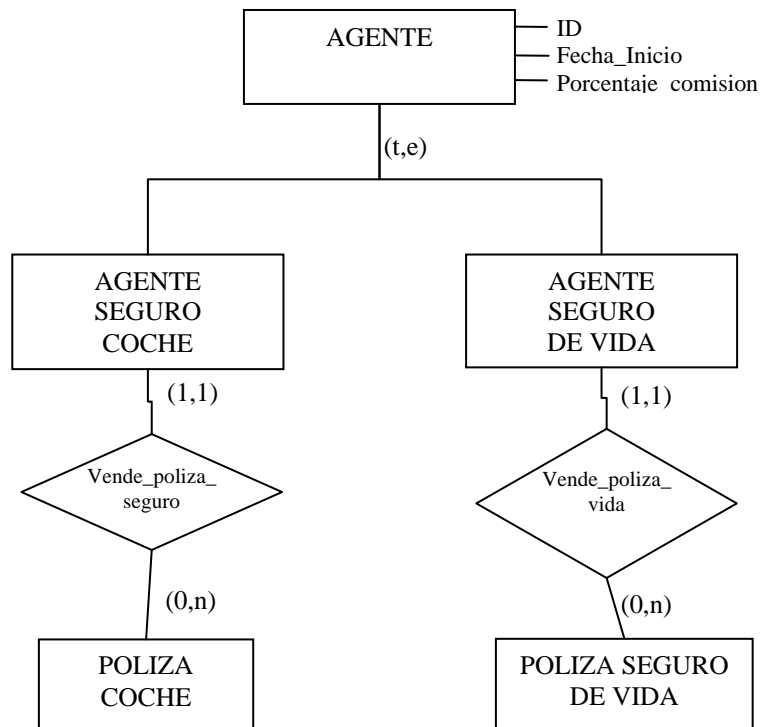 AGENTE
ID
Fecha_Inicio
Porcentaje comision
(t,e)
AGENTE
SEGURO
COCHE
AGENTE
SEGURO
DE VIDA
(1,1)
(1,1)
Vende_poliza_
seguro
Vende_poliza_
vida
(0,n)
(0,n)
POLIZA
COCHE
POLIZA SEGURO
DE VIDA